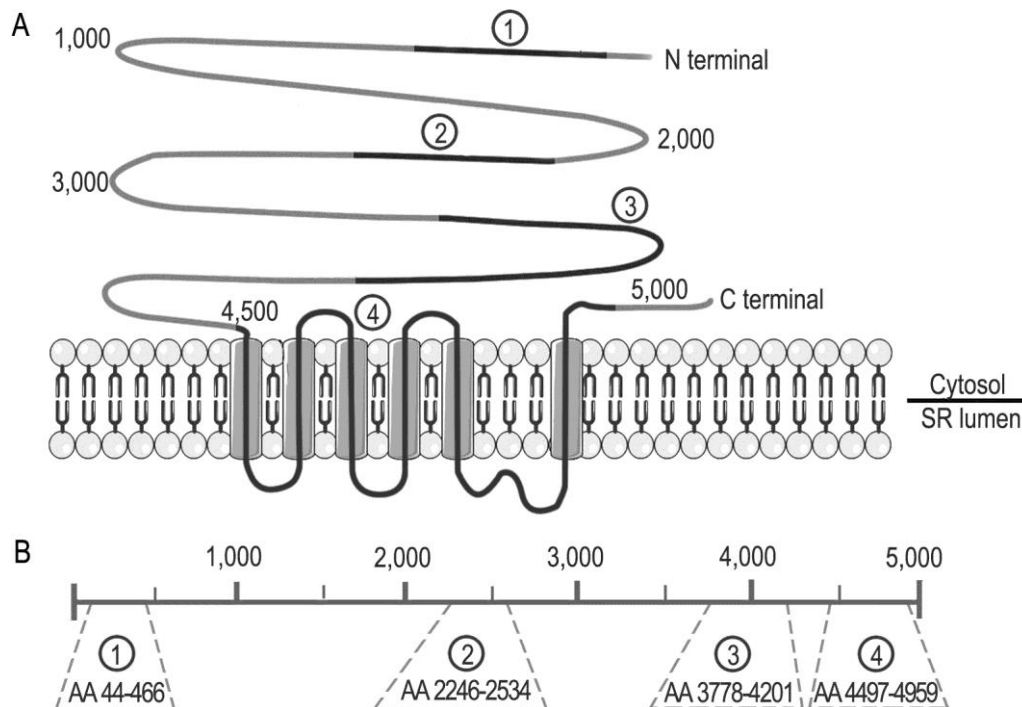 A
1,000
①
N terminal
②
2,000
3,000
③
4,500
④
5,000
C terminal
Cytosol
SR lumen
B
1,000 2,000 3,000 4,000 5,000
① ② ③ ④
AA 44-466 AA 2246-2534 AA 3778-4201 AA 4497-4959